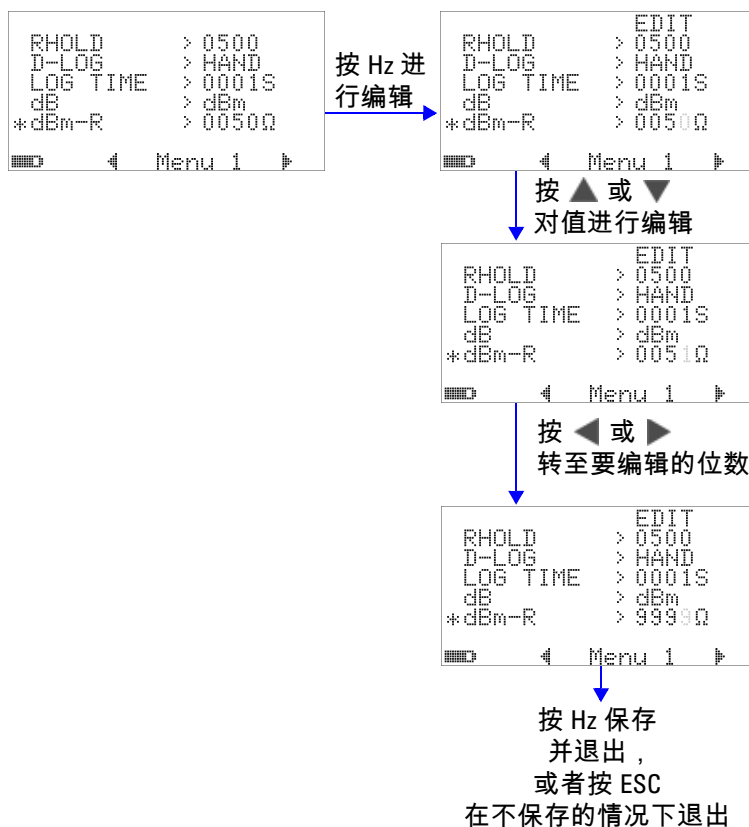 RHOLD > 0500
D-LOG > HAND
LOG TIME > 0001S
dB > dBm
*dBm-R > 0050Ω
Menu 1
按 Hz 进
行编辑
EDIT
RHOLD > 0500
D-LOG > HAND
LOG TIME > 0001S
dB > dBm
*dBm-R > 0050Ω
Menu 1
按 ▲ 或 ▼
对值进行编辑
EDIT
RHOLD > 0500
D-LOG > HAND
LOG TIME > 0001S
dB > dBm
*dBm-R > 0051Ω
Menu 1
按 ◀ 或 ▶
转至要编辑的位数
EDIT
RHOLD > 0500
D-LOG > HAND
LOG TIME > 0001S
dB > dBm
*dBm-R > 9999Ω
Menu 1
按 Hz 保存
并退出，
或者按 ESC
在不保存的情况下退出